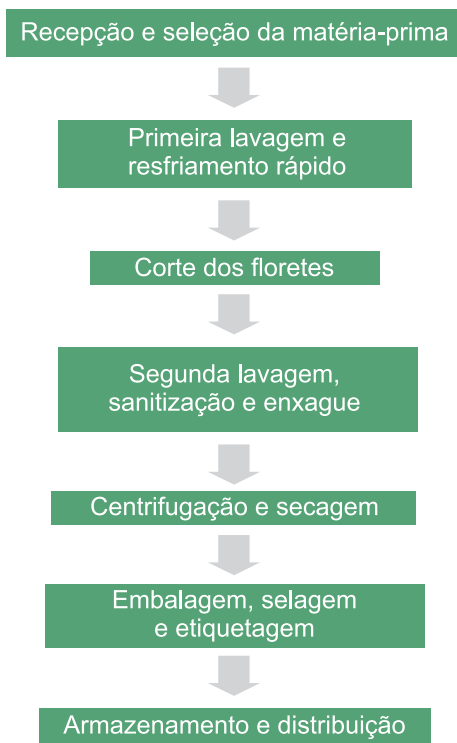 Recepção e seleção da matéria-prima
Primeira lavagem e
resfriamento rápido
Corte dos floretes
Segunda lavagem,
sanitização e enxague
Centrifugação e secagem
Embalagem, selagem
e etiquetagem
Armazenamento e distribuição